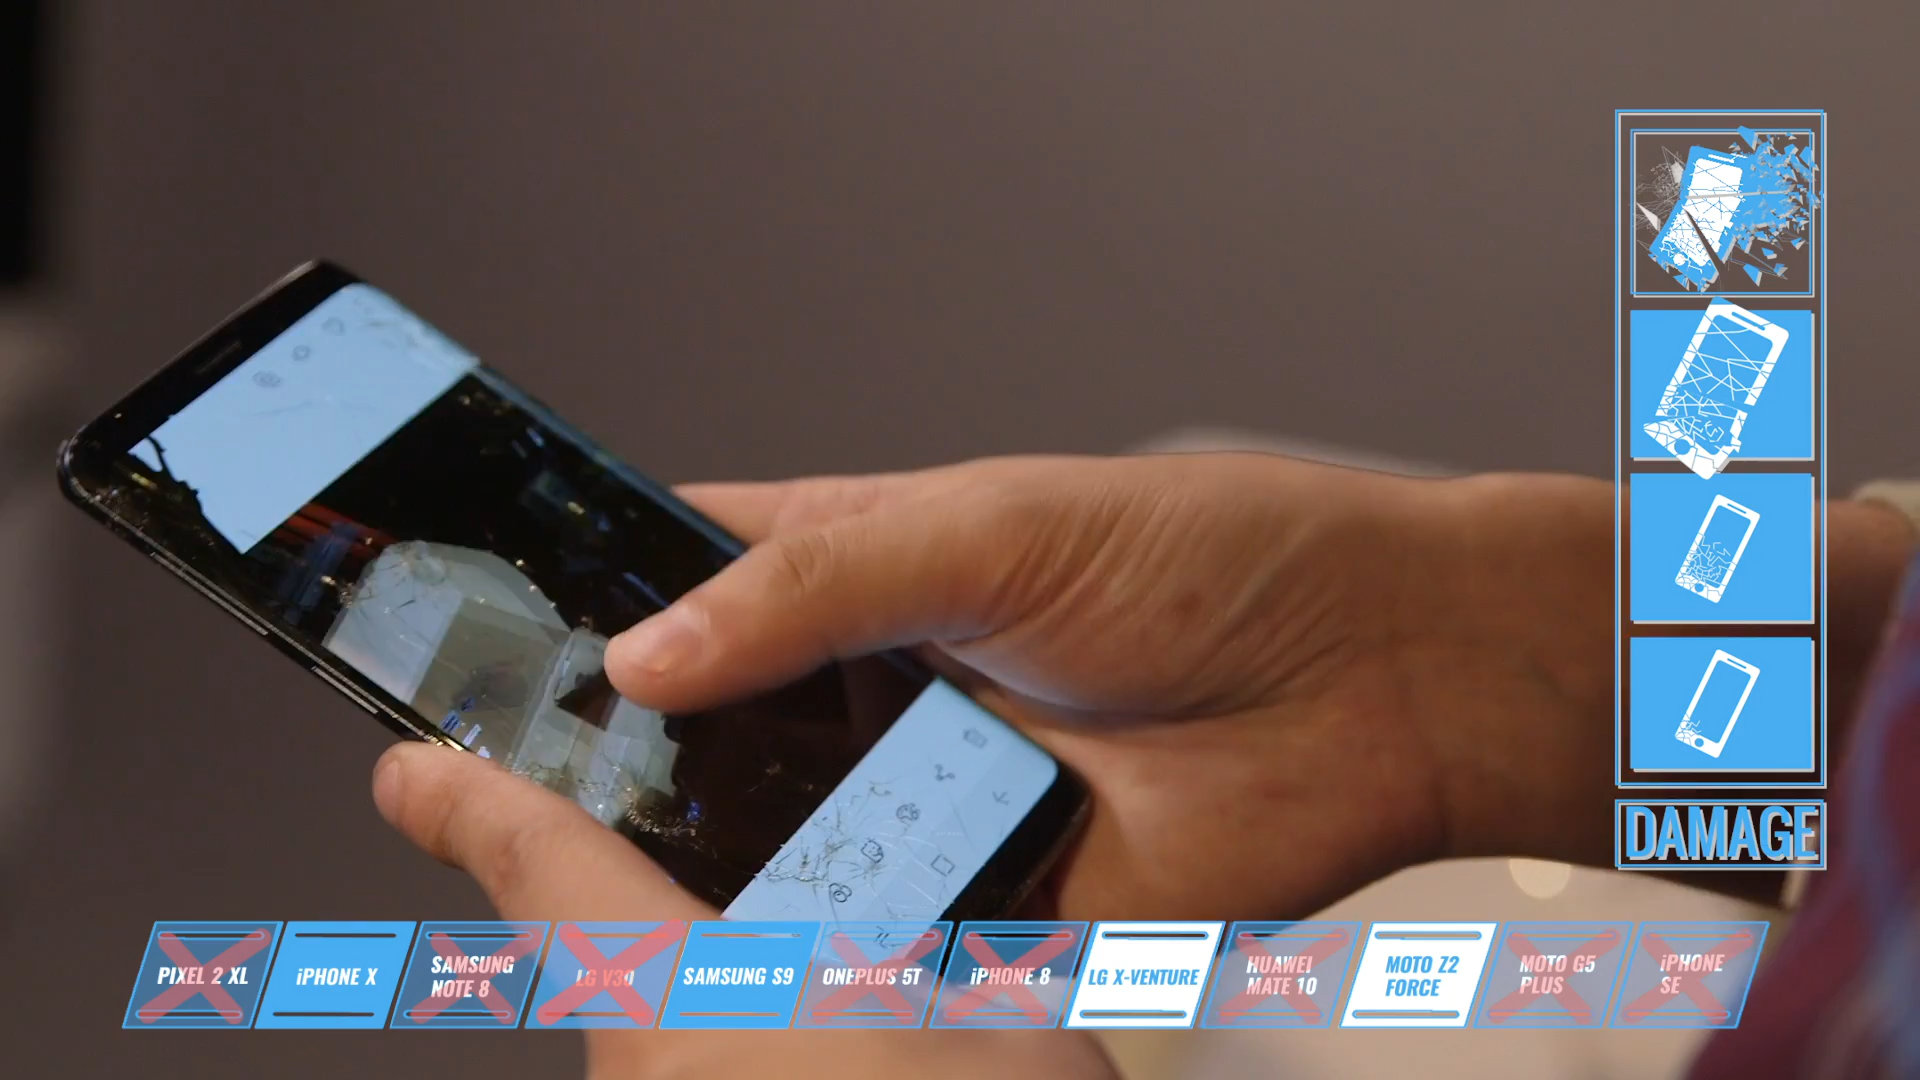 DAMAGE
PIXEL 2 XL
iPHONE X
SAMSUNG
NOTE 8
LG V30
SAMSUNG S9
ONEPLUS 5T
iPHONE 8
LG X-VENTURE
HUAWEI
MATE 10
MOTO Z2
FORCE
MOTO G5
PLUS
iPHONE
SE